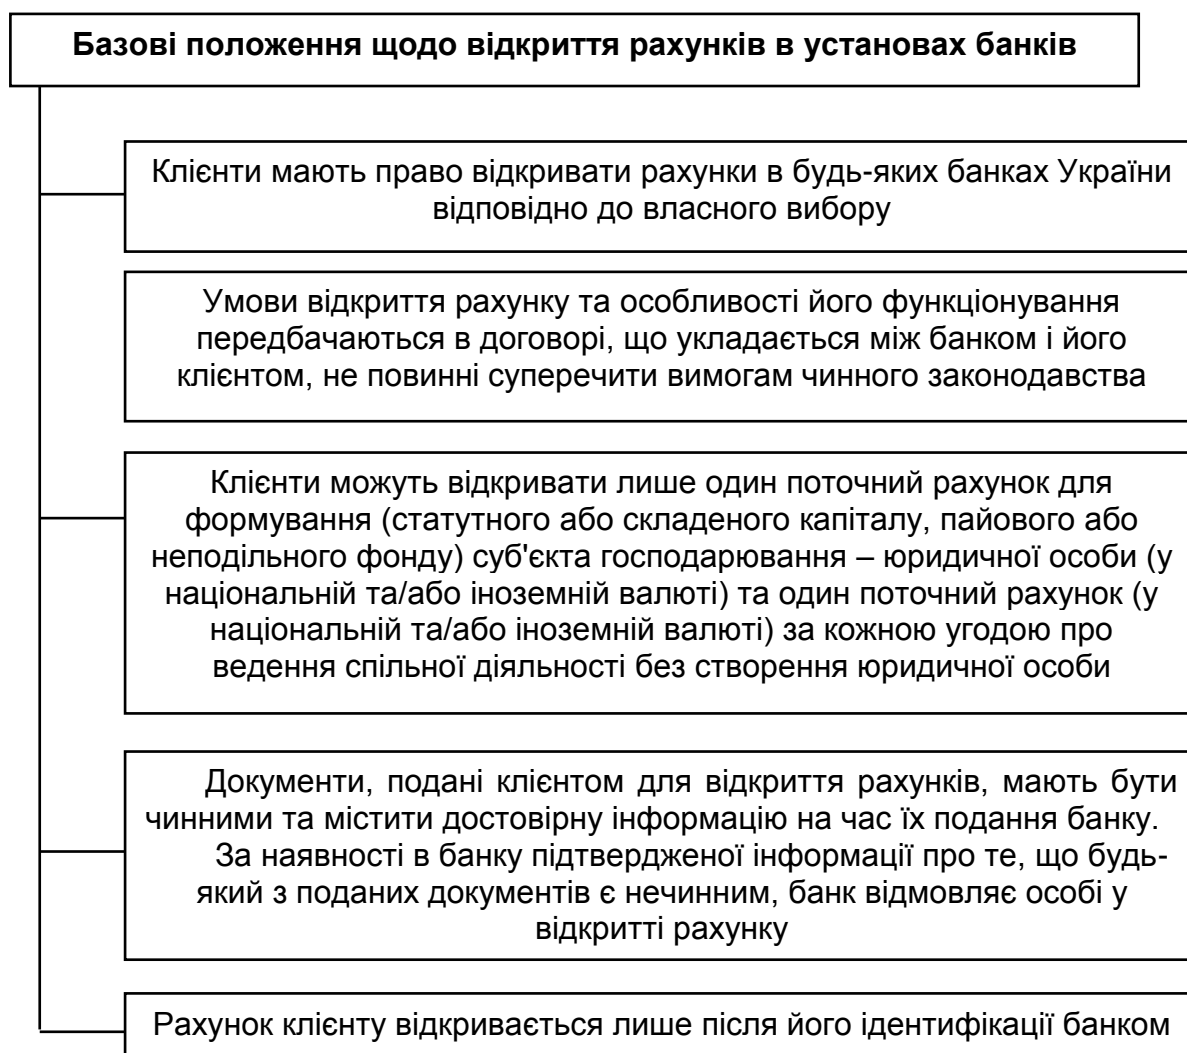 Базові положення щодо відкриття рахунків в установах банків
Клієнти мають право відкривати рахунки в будь-яких банках України
відповідно до власного вибору
Умови відкриття рахунку та особливості його функціонування
передбачаються в договорі, що укладається між банком і його
клієнтом, не повинні суперечити вимогам чинного законодавства
Клієнти можуть відкривати лише один поточний рахунок для
формування (статутного або складеного капіталу, пайового або
неподільного фонду) суб'єкта господарювання – юридичної особи (у
національній та/або іноземній валюті) та один поточний рахунок (у
національній та/або іноземній валюті) за кожною угодою про
ведення спільної діяльності без створення юридичної особи
Документи, подані клієнтом для відкриття рахунків, мають бути
чинними та містити достовірну інформацію на час їх подання банку.
За наявності в банку підтвердженої інформації про те, що будь-
який з поданих документів є нечинним, банк відмовляє особі у
відкритті рахунку
Рахунок клієнту відкривається лише після його ідентифікації банком